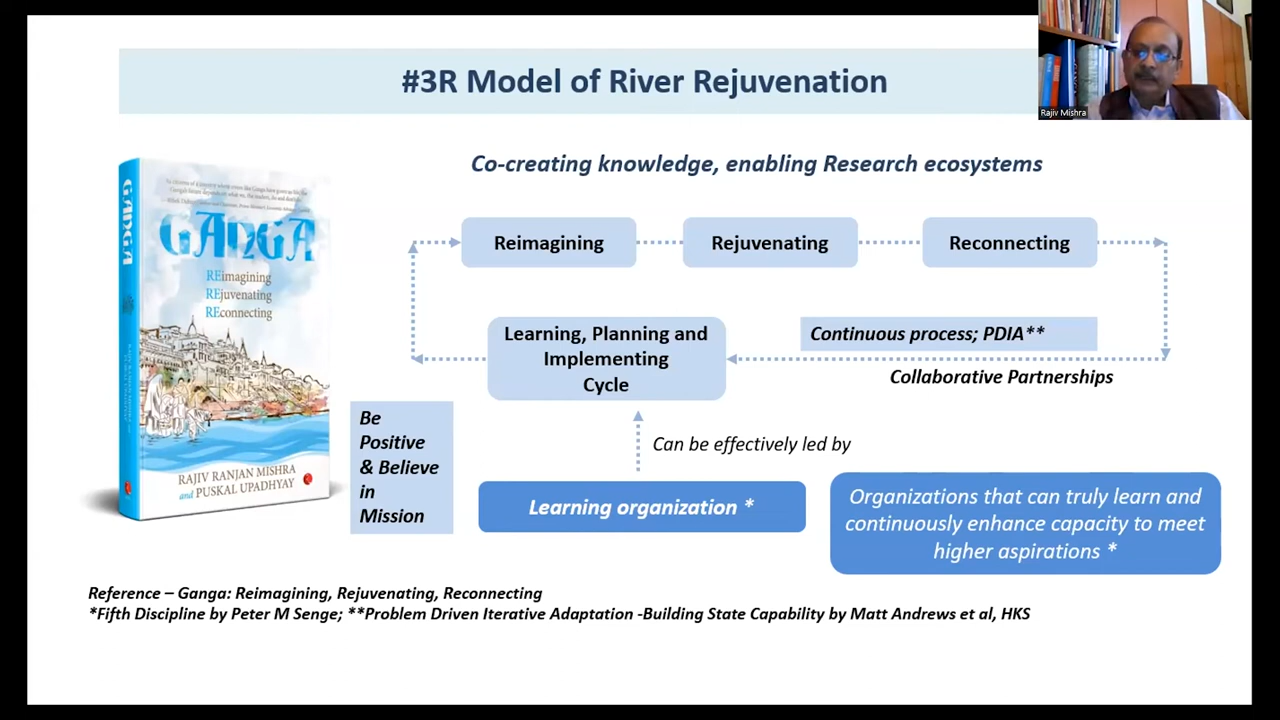 #3R Model of River Rejuvenation
Rajiv Mishra
Co-creating knowledge, enabling Research ecosystems
GANGA
GANGA
REimagining
REjuvenating
REconnecting
RAJIV RANJAN MISHRA
and PUSKAL UPADHYAY
Reimagining
Rejuvenating
Reconnecting
Learning, Planning and
Implementing
Cycle
Continuous process; PDIA**
Collaborative Partnerships
Be
Positive
& Believe
in
Mission
Can be effectively led by
Learning organization *
Organizations that can truly learn and
continuously enhance capacity to meet
higher aspirations *
Reference – Ganga: Reimagining, Rejuvenating, Reconnecting
*Fifth Discipline by Peter M Senge; **Problem Driven Iterative Adaptation -Building State Capability by Matt Andrews et al, HKS